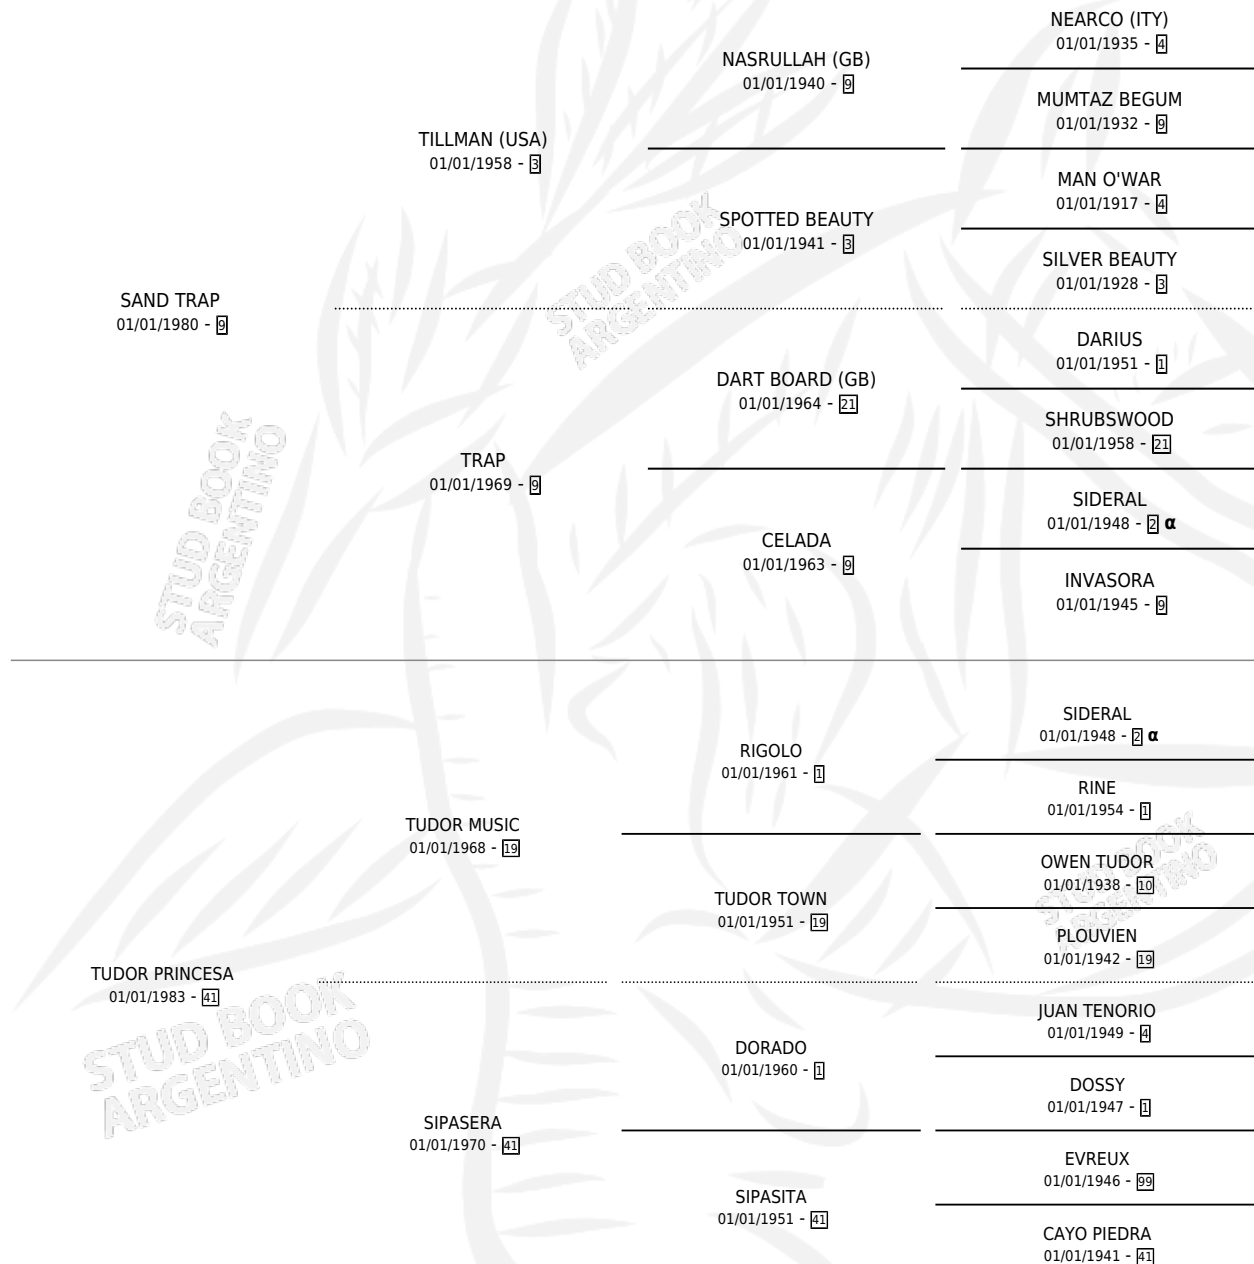 NEARCO (ITY)
01/01/1935 - 4
NASRULLAH (GB)
01/01/1940 - 9
MUMTAZ BEGUM
01/01/1932 - 9
TILLMAN (USA)
01/01/1958 - 3
MAN O'WAR
01/01/1917 - 4
SPOTTED BEAUTY
01/01/1941 - 3
SILVER BEAUTY
01/01/1928 - 3
STUD BOOK
ARGENTINO
SAND TRAP
01/01/1980 - 9
DARIUS
01/01/1951 - 1
DART BOARD (GB)
01/01/1964 - 21
SHRUBSWOOD
01/01/1958 - 21
STUD BOOK
ARGENTINO
TRAP
01/01/1969 - 9
SIDERAL
01/01/1948 - 2 α
CELADA
01/01/1963 - 9
INVASORA
01/01/1945 - 9
SIDERAL
01/01/1948 - 2 α
RIGOLO
01/01/1961 - 1
RINE
01/01/1954 - 1
TUDOR MUSIC
01/01/1968 - 19
STUD BOOK
ARGENTINO
OWEN TUDOR
01/01/1938 - 10
TUDOR TOWN
01/01/1951 - 19
PLOUVIEN
01/01/1942 - 19
TUDOR PRINCESA
01/01/1983 - 41
STUD BOOK
ARGENTINO
JUAN TENORIO
01/01/1949 - 4
DORADO
01/01/1960 - 1
DOSSY
01/01/1947 - 1
SIPASERA
01/01/1970 - 41
EVREUX
01/01/1946 - 99
SIPASITA
01/01/1951 - 41
CAYO PIEDRA
01/01/1941 - 41